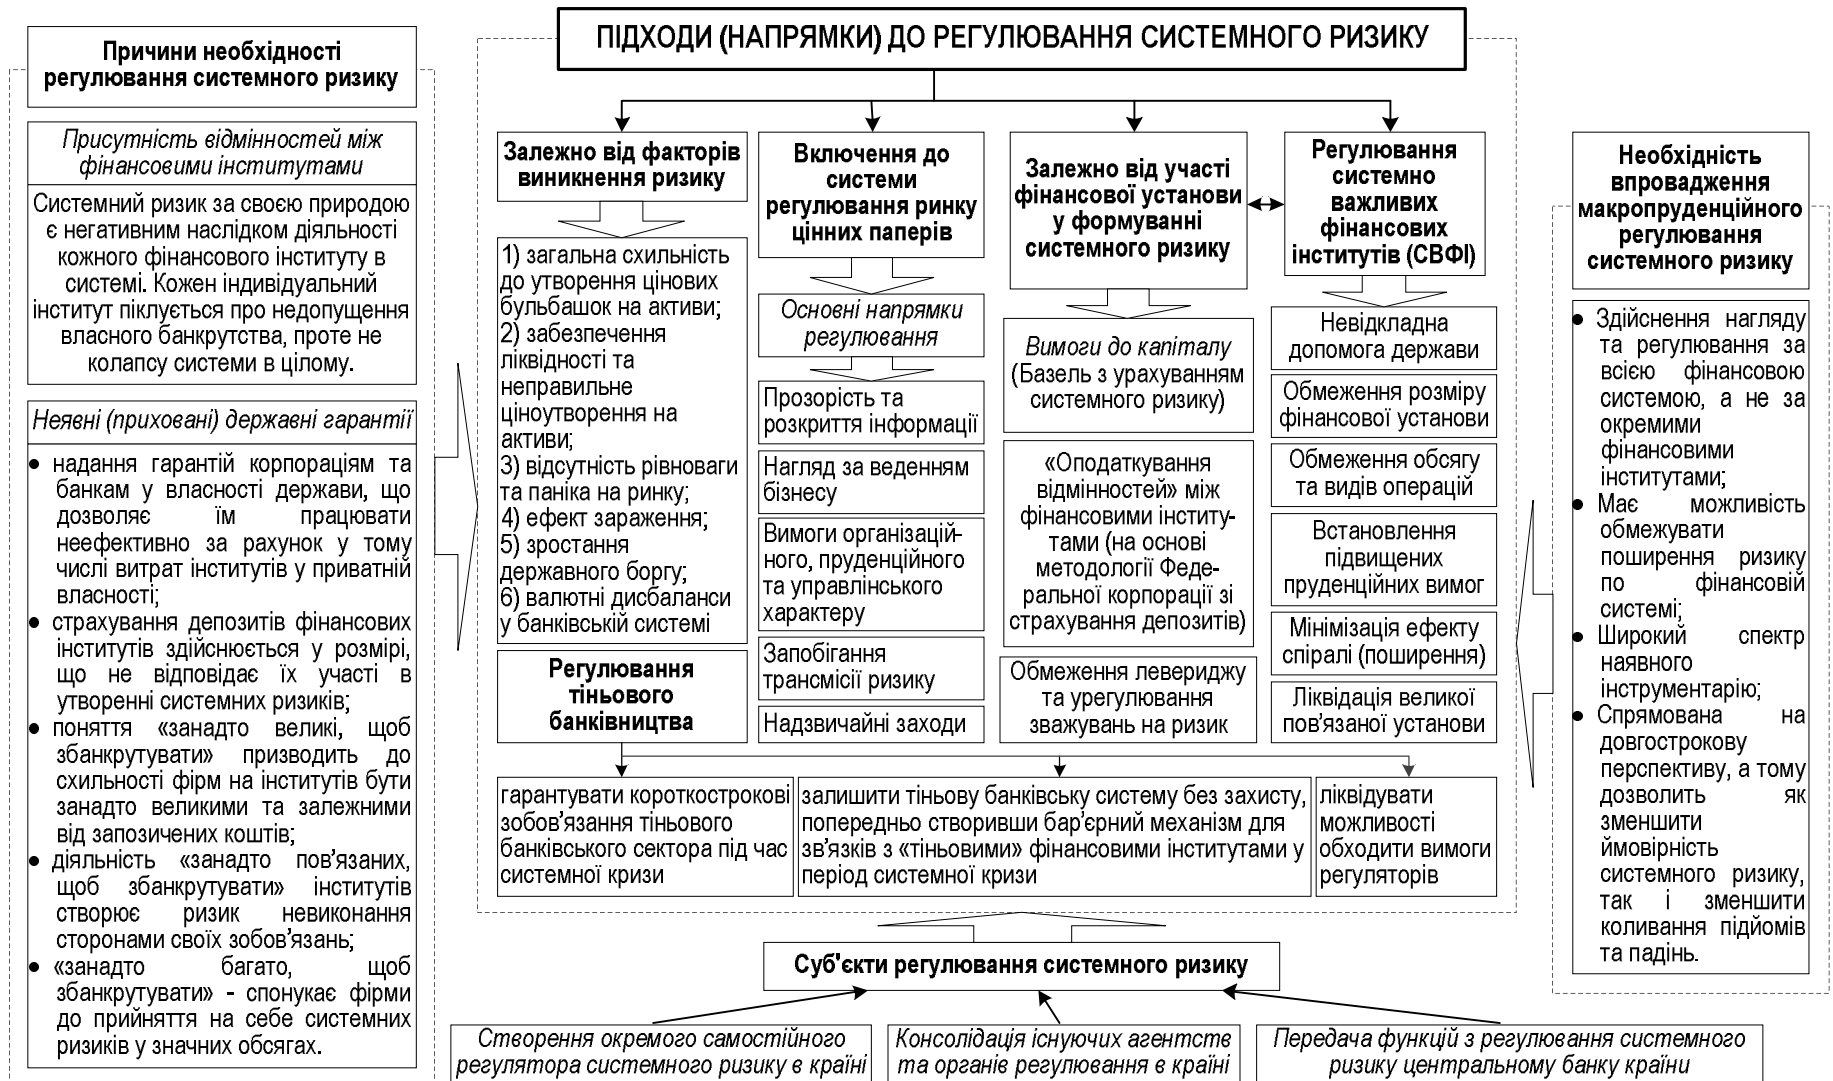 ПІДХОДИ (НАПРЯМКИ) ДО РЕГУЛЮВАННЯ СИСТЕМНОГО РИЗИКУ
Причини необхідності
регулювання системного ризику
Присутність відмінностей між
фінансовими інститутами
Системний ризик за своєю природою
є негативним наслідком діяльності
кожного фінансового інституту в
системі. Кожен індивідуальний
інститут піклується про недопущення
власного банкрутства, проте не
колапсу системи в цілому.
Неявні (приховані) державні гарантії
● надання гарантій корпораціям та
банкам у власності держави, що
дозволяє їм працювати
неефективно за рахунок у тому
числі витрат інститутів у приватній
власності;
● страхування депозитів фінансових
інститутів здійснюється у розмірі,
що не відповідає їх участі в
утворенні системних ризиків;
● поняття «занадто великі, щоб
збанкрутувати» призводить до
схильності фірм на інститутів бути
занадто великими та залежними
від запозичених коштів;
● діяльність «занадто пов’язаних,
щоб збанкрутувати» інститутів
створює ризик невиконання
сторонами своїх зобов’язань;
● «занадто багато, щоб
збанкрутувати» - спонукає фірми
до прийняття на себе системних
ризиків у значних обсягах.
Залежно від факторів
виникнення ризику
1) загальна схильність
до утворення цінових
бульбашок на активи;
2) забезпечення
ліквідності та
неправильне
ціноутворення на
активи;
3) відсутність рівноваги
та паніка на ринку;
4) ефект зараження;
5) зростання
державного боргу;
6) валютні дисбаланси
у банківській системі
Регулювання
тіньового
банківництва
Включення до
системи
регулювання ринку
цінних паперів
Основні напрямки
регулювання
Прозорість та
розкриття інформації
Нагляд за веденням
бізнесу
Вимоги організацій-
ного, пруденційного
та управлінського
характеру
Запобігання
трансмісії ризику
Надзвичайні заходи
Залежно від участі
фінансової установи
у формуванні
системного ризику
Вимоги до капіталу
(Базель з урахуванням
системного ризику)
«Оподаткування
відмінностей» між
фінансовими інститу-
тами (на основі
методології Феде-
ральної корпорації зі
страхування депозитів)
Обмеження левериджу
та урегулювання
зважувань на ризик
Регулювання
системно
важливих
фінансових
інститутів (СВФІ)
Невідкладна
допомога держави
Обмеження розміру
фінансової установи
Обмеження обсягу
та видів операцій
Встановлення
підвищених
пруденційних вимог
Мінімізація ефекту
спіралі (поширення)
Ліквідація великої
пов’язаної установи
гарантувати короткострокові
зобов’язання тіньового
банківського сектора під час
системної кризи
залишити тіньову банківську систему без захисту,
попередньо створивши бар’єрний механізм для
зв’язків з «тіньовими» фінансовими інститутами у
період системної кризи
ліквідувати
можливості
обходити вимоги
регуляторів
Необхідність
впровадження
макропруденційного
регулювання
системного ризику
● Здійснення нагляду
та регулювання за
всією фінансовою
системою, а не за
окремими
фінансовими
інститутами;
● Має можливість
обмежувати
поширення ризику
по фінансовій
системі;
● Широкий спектр
наявного
інструментарію;
● Спрямована на
довгострокову
перспективу, а тому
дозволить як
зменшити
ймовірність
системного ризику,
так і зменшити
коливання підйомів
та падінь.
Суб'єкти регулювання системного ризику
Створення окремого самостійного
регулятора системного ризику в країні
Консолідація існуючих агентств
та органів регулювання в країні
Передача функцій з регулювання системного
ризику центральному банку країни